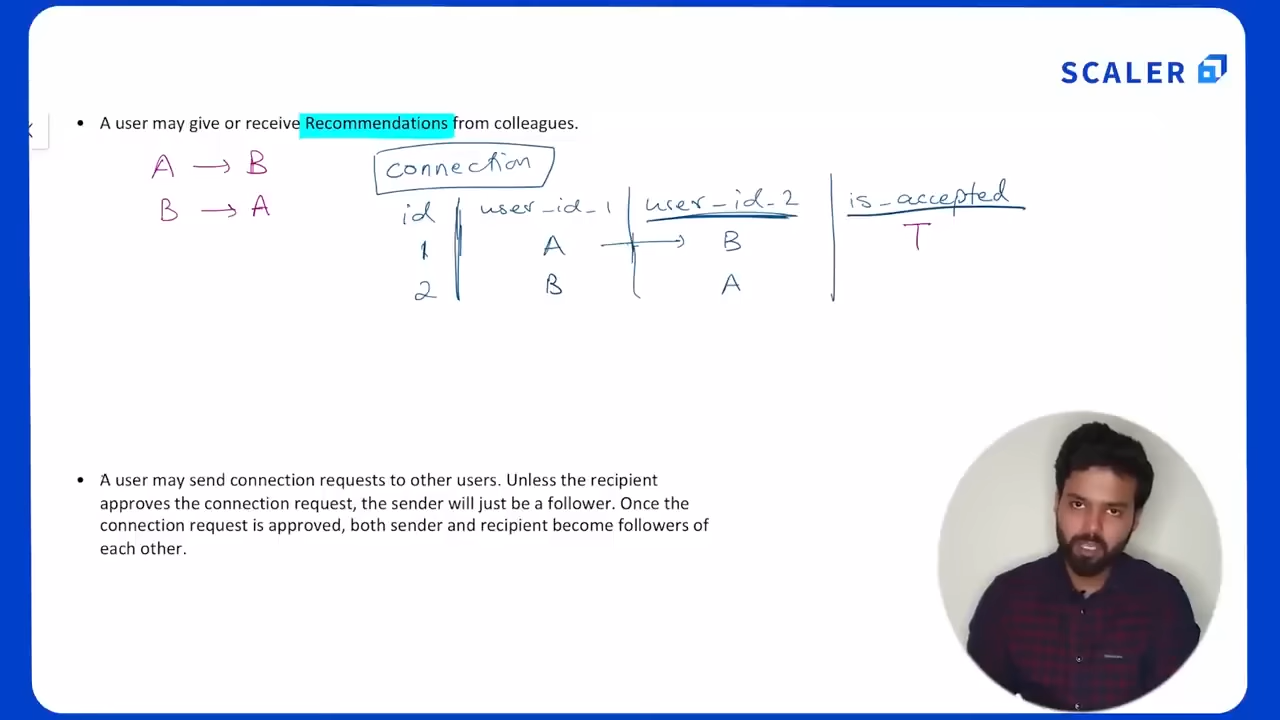 SCALER
• A user may give or receive Recommendations from colleagues.
A → B
B → A
connection
id user_id_1 user_id_2 is_accepted
1 A → B T
2 B A
• A user may send connection requests to other users. Unless the recipient
approves the connection request, the sender will just be a follower. Once the
connection request is approved, both sender and recipient become followers of
each other.